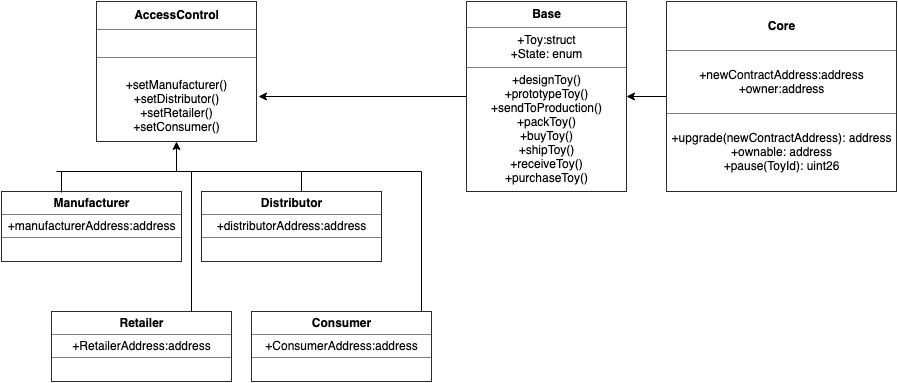 AccessControl
+setManufacturer()
+setDistributor()
+setRetailer()
+setConsumer()
Base
+Toy:struct
+State: enum
+designToy()
+prototypeToy()
+sendToProduction()
+packToy()
+buyToy()
+shipToy()
+receiveToy()
+purchaseToy()
Core
+newContractAddress:address
+owner:address
+upgrade(newContractAddress): address
+ownable: address
+pause(ToyId): uint26
Manufacturer
+manufacturerAddress:address
Distributor
+distributorAddress:address
Retailer
+RetailerAddress:address
Consumer
+ConsumerAddress:address